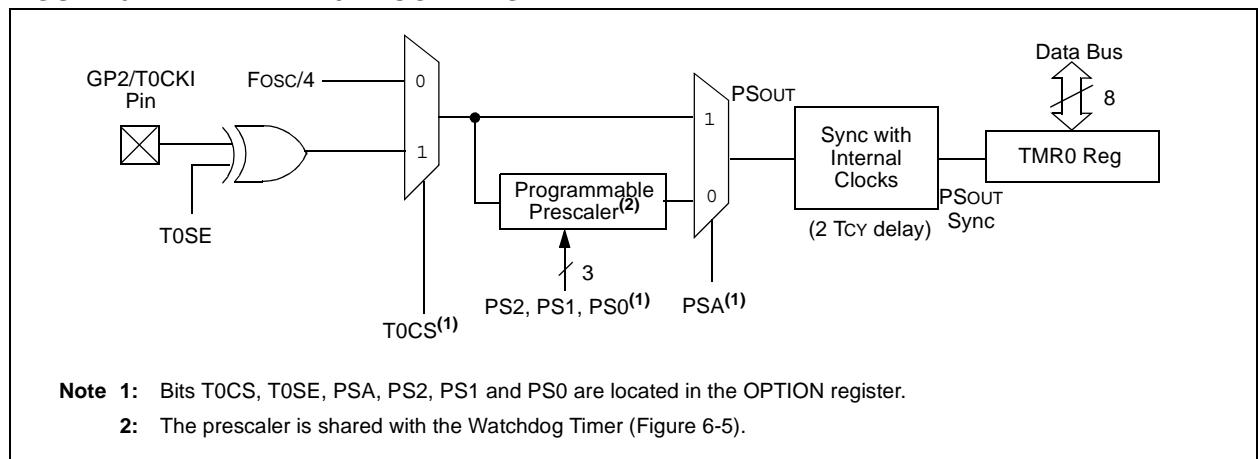 Data Bus
8
GP2/T0CKI
Pin
FOSC/4
0
1
T0SE
T0CS(1)
Programmable
Prescaler(2)
3
PS2, PS1, PS0(1)
1
0
PSA(1)
PSOUT
Sync with
Internal
Clocks
(2 TCY delay)
PSOUT
Sync
TMR0 Reg
Note 1: Bits T0CS, T0SE, PSA, PS2, PS1 and PS0 are located in the OPTION register.
2: The prescaler is shared with the Watchdog Timer (Figure 6-5).